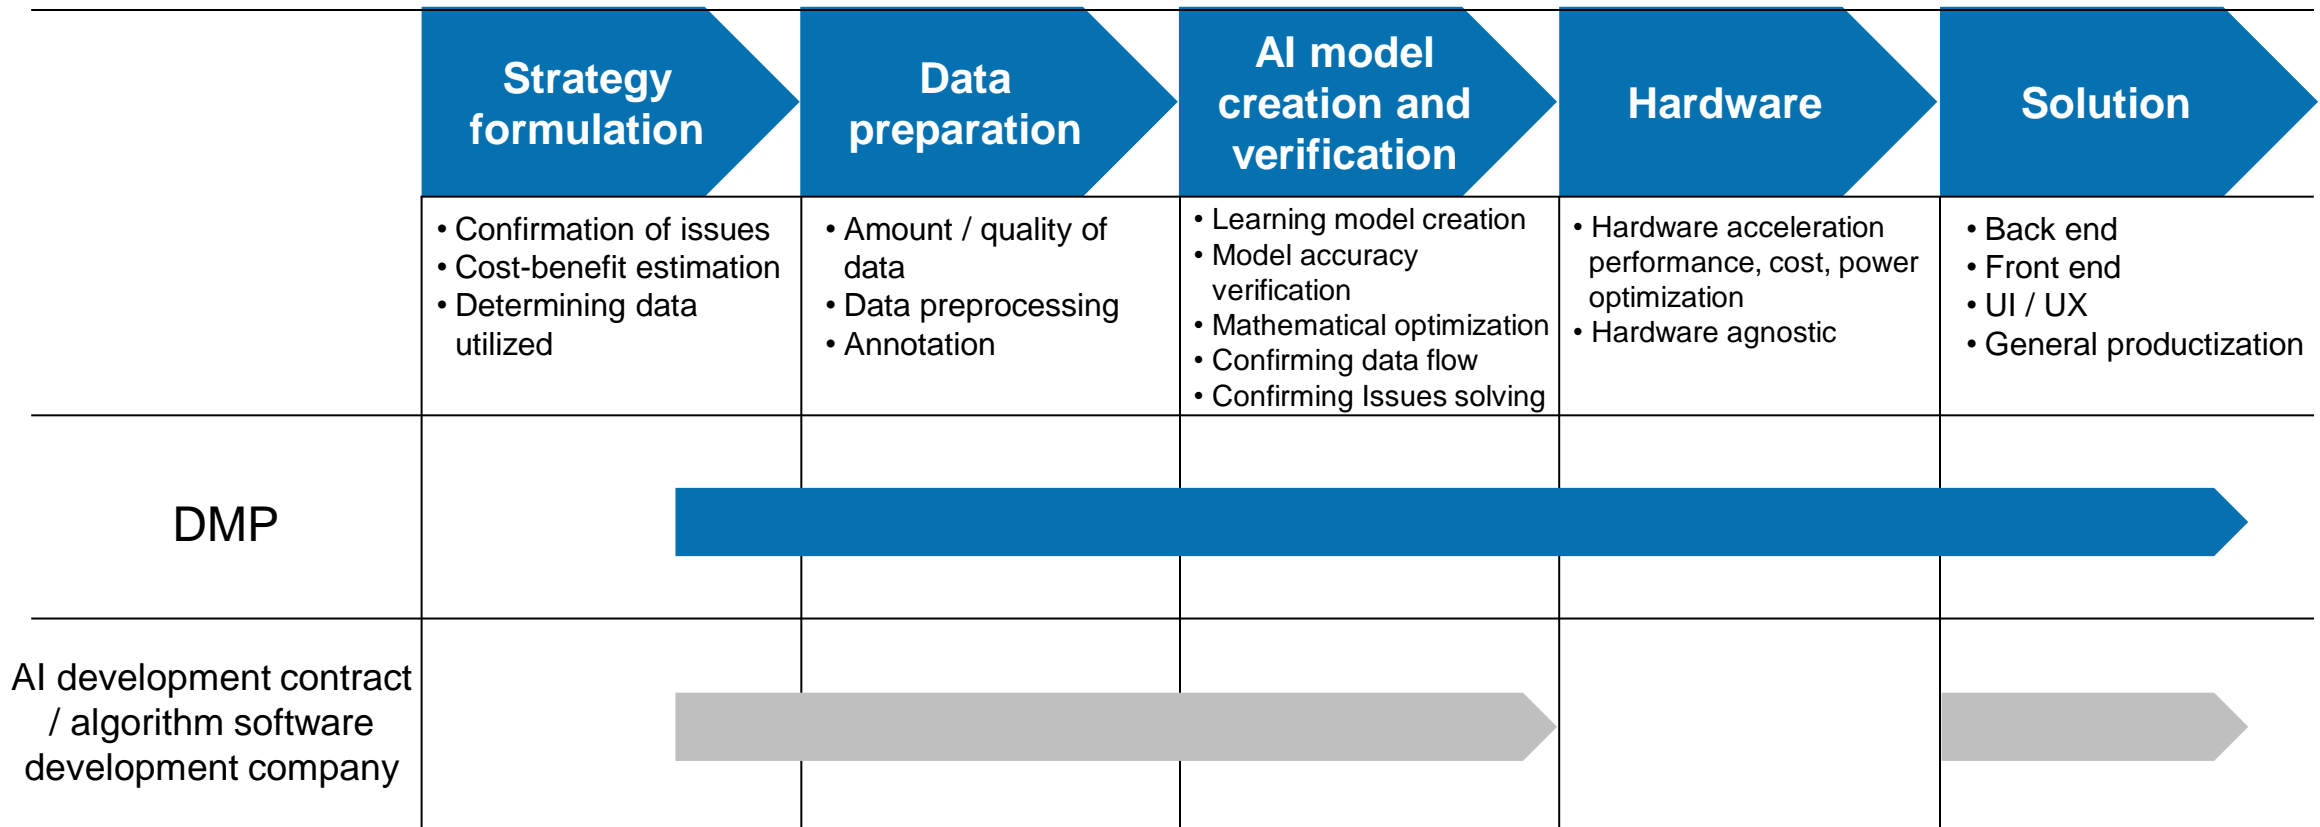 Strategy
formulation
Data
preparation
AI model
creation and
verification
Hardware
Solution
• Confirmation of issues
• Cost-benefit estimation
• Determining data
utilized
• Amount / quality of
data
• Data preprocessing
• Annotation
• Learning model creation
• Model accuracy
verification
• Mathematical optimization
• Confirming data flow
• Confirming Issues solving
• Hardware acceleration
performance, cost, power
optimization
• Hardware agnostic
• Back end
• Front end
• UI / UX
• General productization
DMP
AI development contract
/ algorithm software
development company